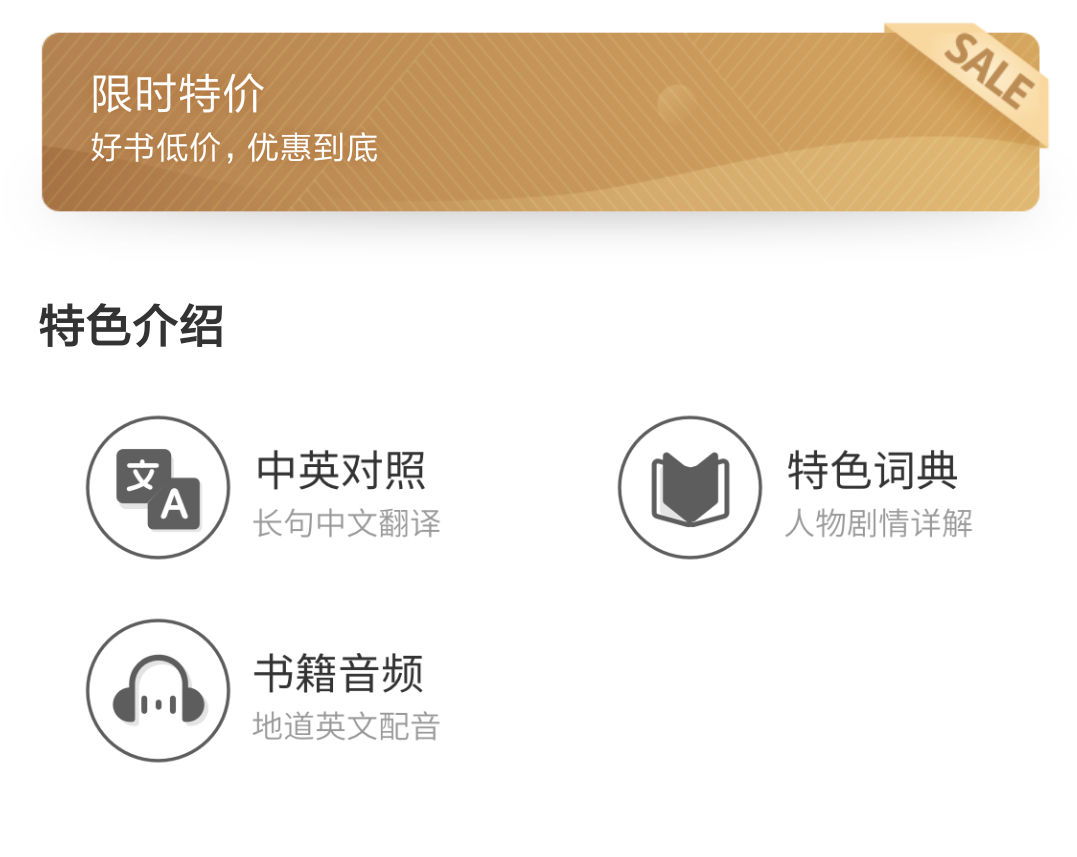 SALE
限时特价
好书低价，优惠到底
特色介绍
文
A
中英对照
长句中文翻译
特色词典
人物剧情详解
书籍音频
地道英文配音